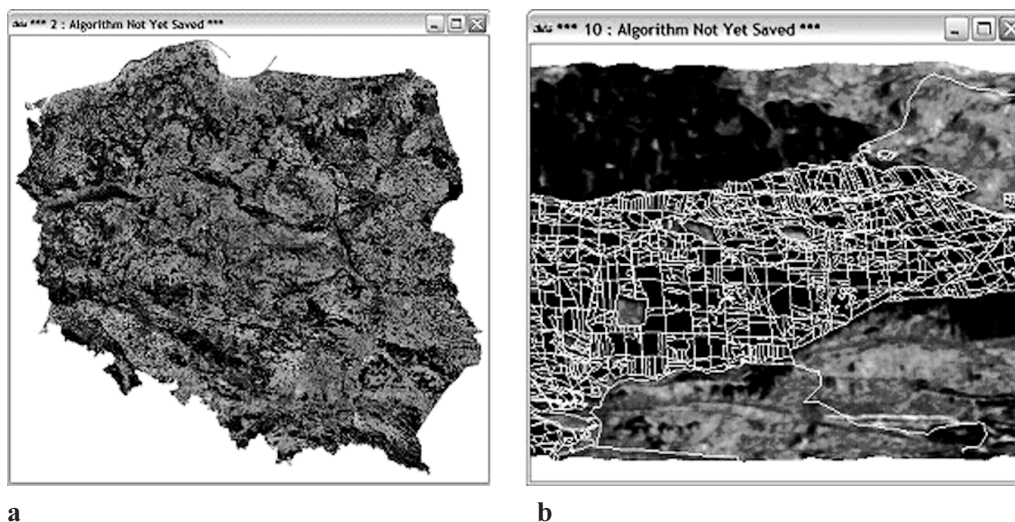 *** 2 : Algorithm Not Yet Saved ***
*** 10 : Algorithm Not Yet Saved ***
a
b